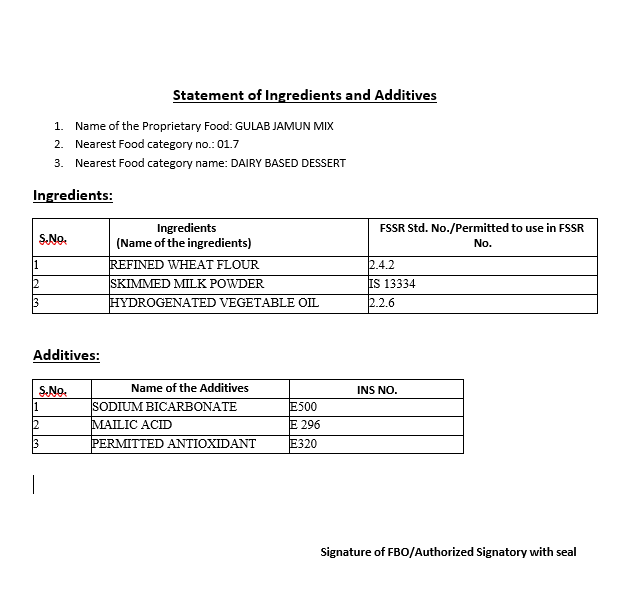 Statement of Ingredients and Additives
1. Name of the Proprietary Food: GULAB JAMUN MIX
2. Nearest Food category no.: 01.7
3. Nearest Food category name: DAIRY BASED DESSERT
Ingredients:
S.No. Ingredients (Name of the ingredients) FSSR Std. No./Permitted to use in FSSR No.
1 REFINED WHEAT FLOUR 2.4.2
2 SKIMMED MILK POWDER IS 13334
3 HYDROGENATED VEGETABLE OIL 2.2.6
Additives:
S.No. Name of the Additives INS NO.
1 SODIUM BICARBONATE E500
2 MAILIC ACID E 296
3 PERMITTED ANTIOXIDANT E320
Signature of FBO/Authorized Signatory with seal